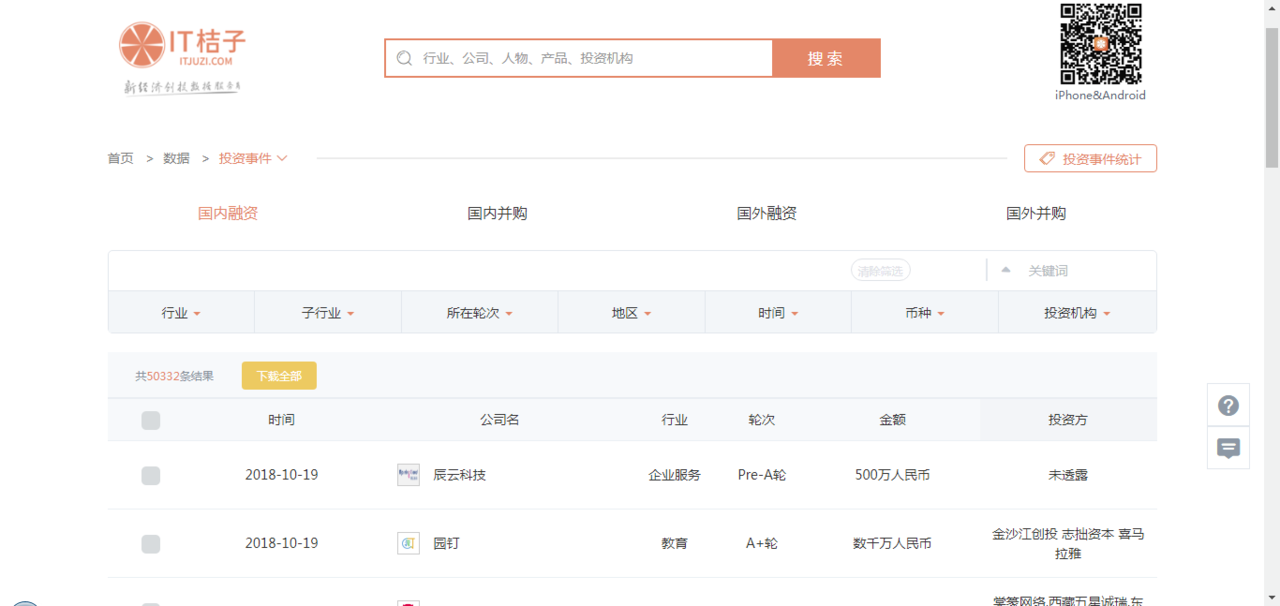 IT桔子
ITJUZI.COM
新经济创投数据服务商
行业、公司、人物、产品、投资机构
搜索
iPhone&Android
首页 > 数据 > 投资事件
投资事件统计
国内融资 国内并购 国外融资 国外并购
清除筛选 关键词
行业 子行业 所在轮次 地区 时间 币种 投资机构
共50332条结果 下载全部
时间 公司名 行业 轮次 金额 投资方
2018-10-19 辰云科技 企业服务 Pre-A轮 500万人民币 未透露
2018-10-19 园钉 教育 A+轮 数千万人民币 金沙江创投 志拙资本 喜马
拉雅
掌箩网络,西藏五星诚瑞,东